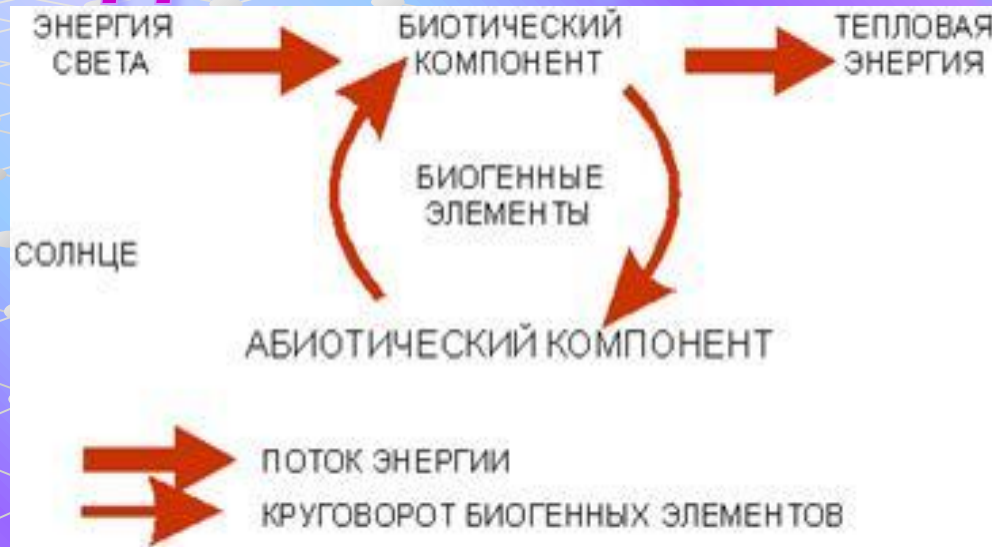 ЭНЕРГИЯ
СВЕТА
БИОТИЧЕСКИЙ
КОМПОНЕНТ
ТЕПЛОВАЯ
ЭНЕРГИЯ
БИОГЕННЫЕ
ЭЛЕМЕНТЫ
СОЛНЦЕ
АБИОТИЧЕСКИЙ КОМПОНЕНТ
ПОТОК ЭНЕРГИИ
КРУГОВОРОТ БИОГЕННЫХ ЭЛЕМЕНТОВ